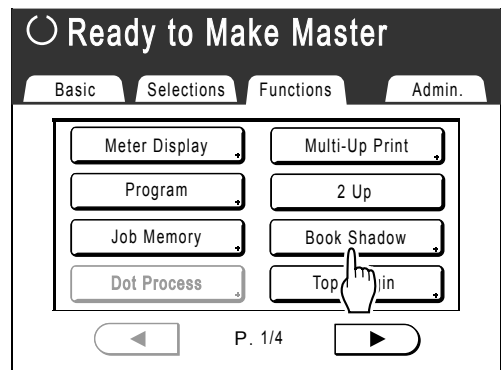 Ready to Make Master
Basic Selections Functions Admin.
Meter Display Multi-Up Print
Program 2 Up
Job Memory Book Shadow
Dot Process Top
P. 1/4